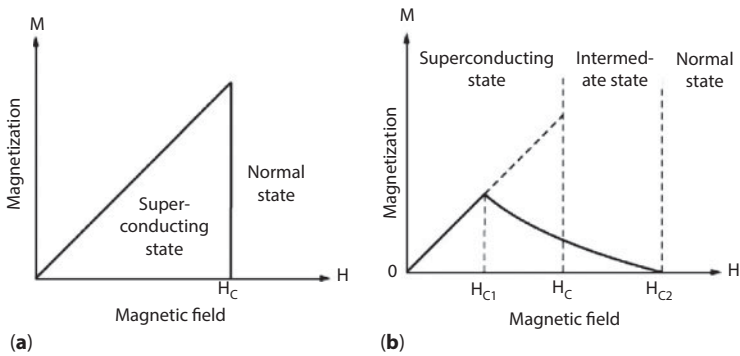 M
Magnetization
Super-
conducting
state
Normal
state
H_C
H
Magnetic field
(a)
M
Magnetization
Superconducting
state
Intermed-
ate state
Normal
state
0
H_C1
H_C
H_C2
H
Magnetic field
(b)